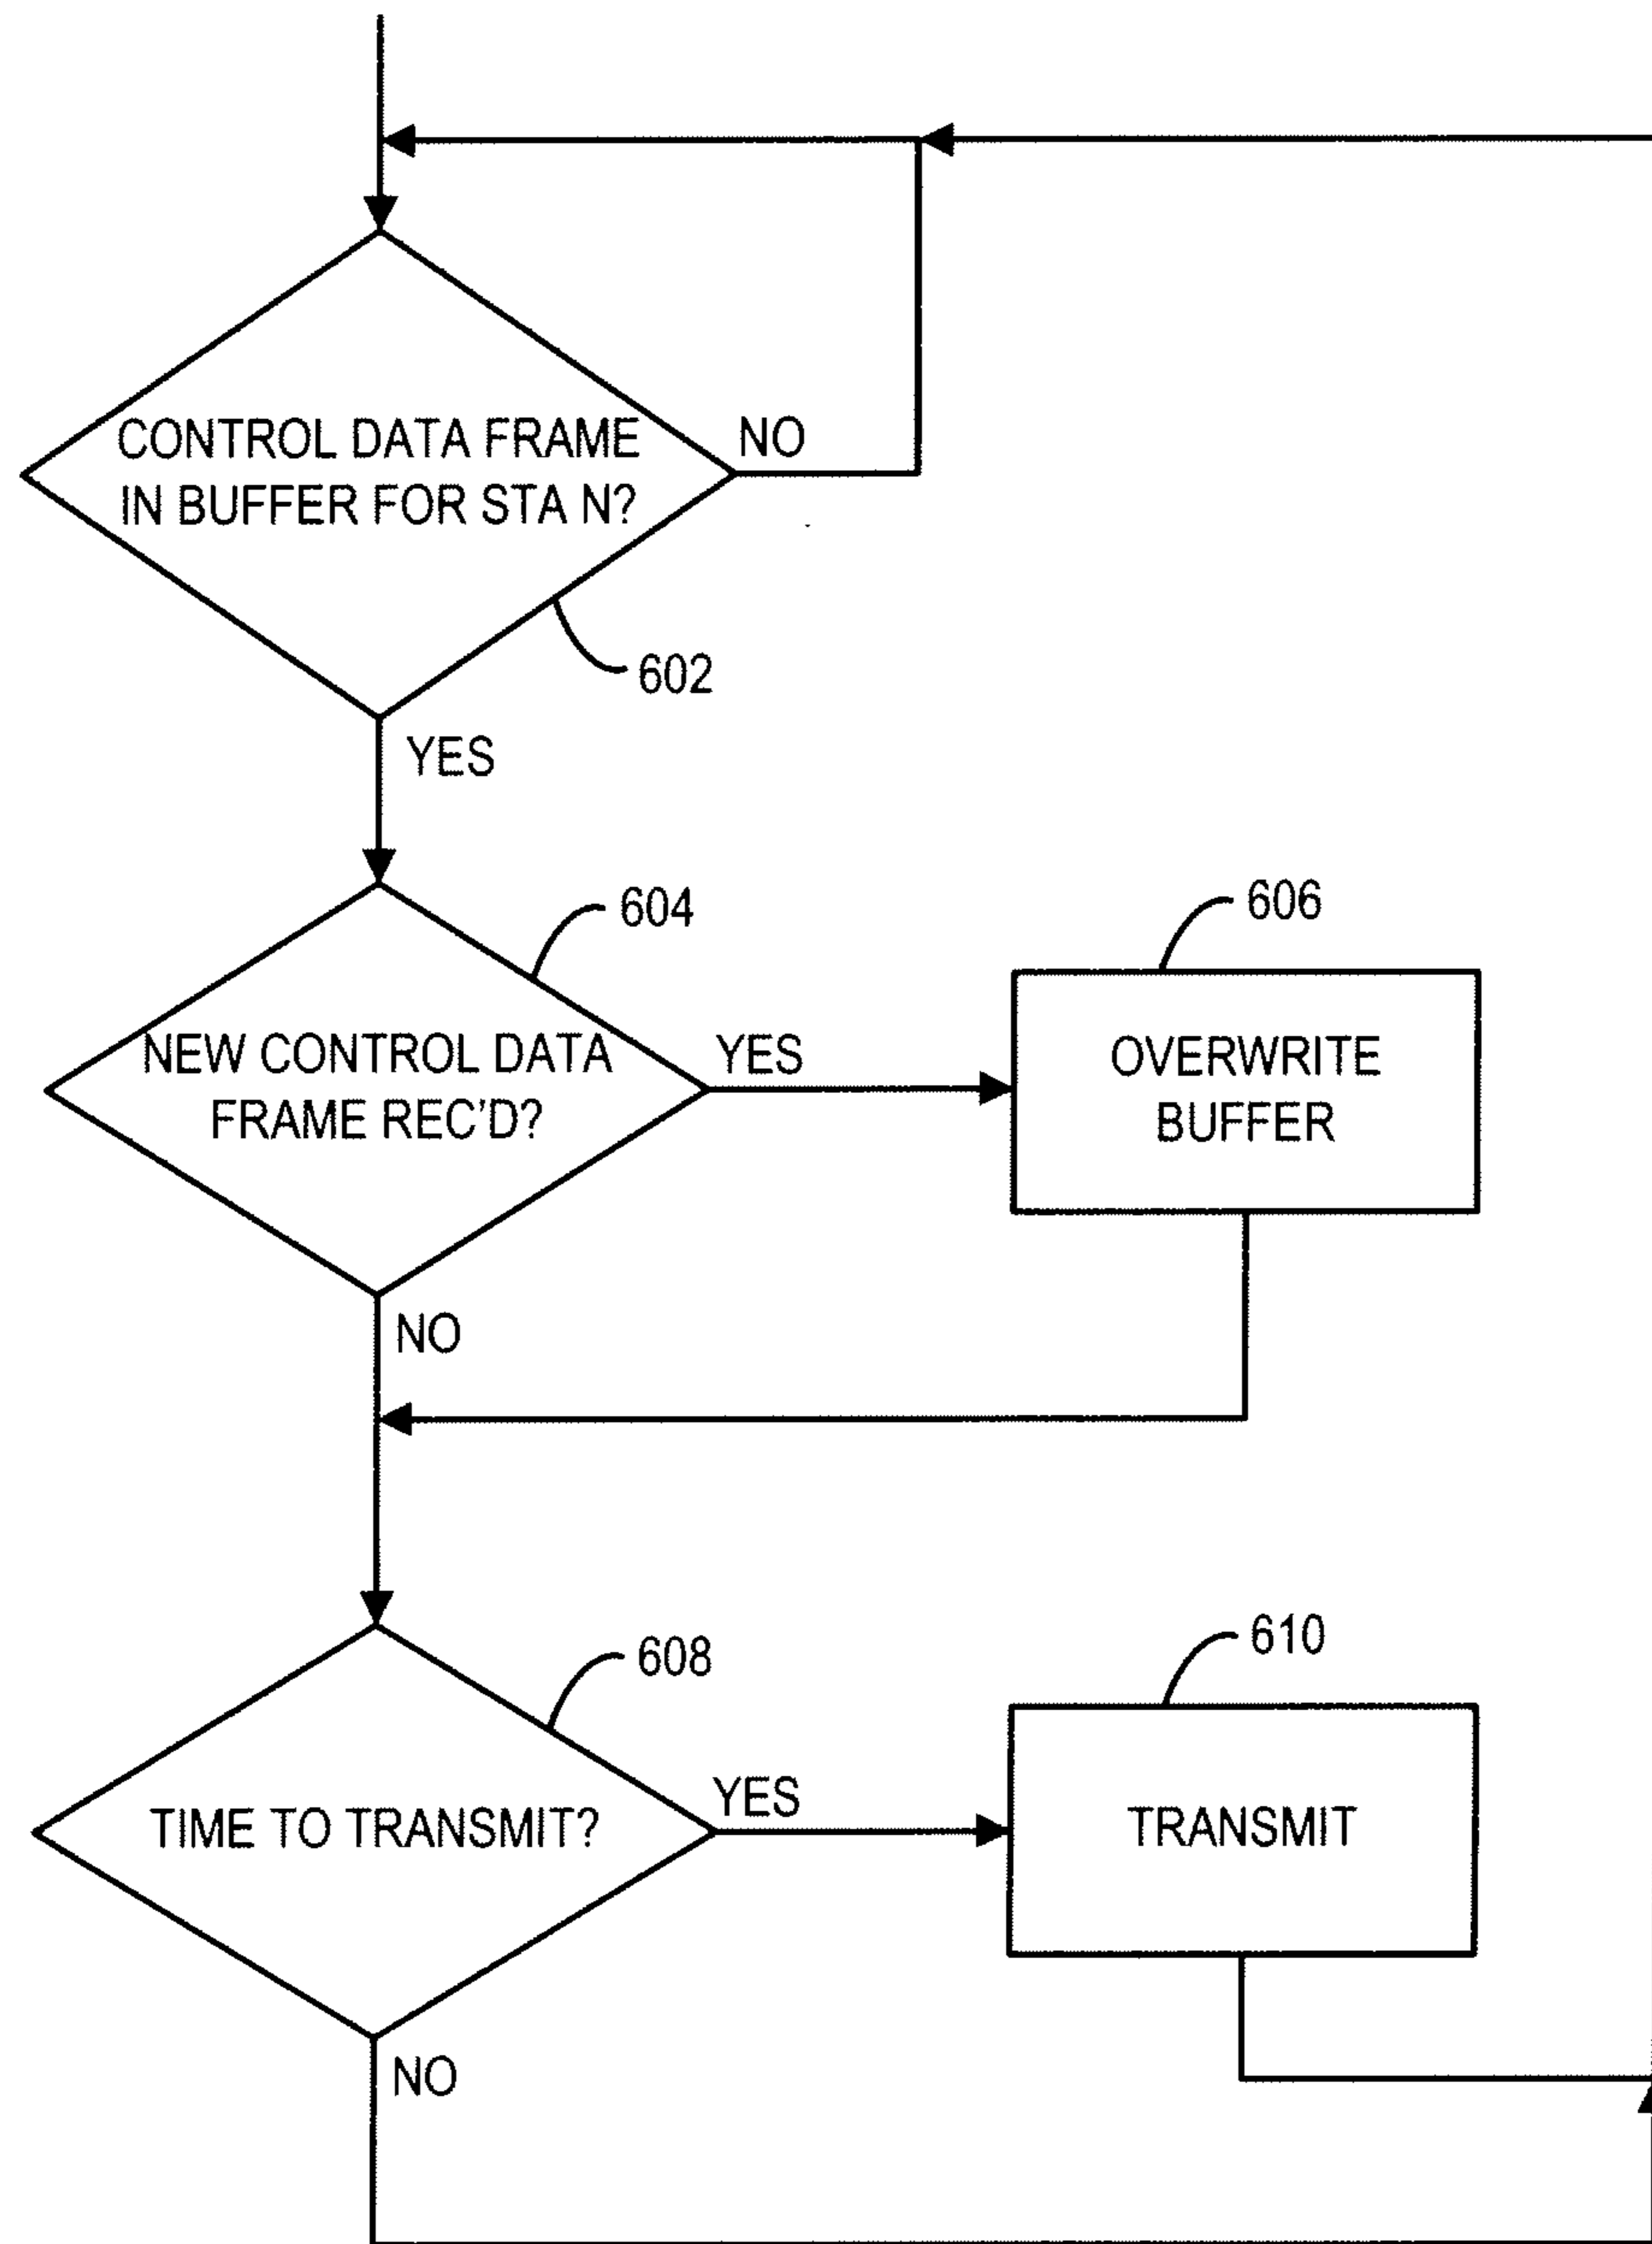 CONTROL DATA FRAME
IN BUFFER FOR STA N?
NO
602
YES
604
606
NEW CONTROL DATA
FRAME REC'D?
YES
OVERWRITE
BUFFER
NO
608
610
TIME TO TRANSMIT?
YES
TRANSMIT
NO